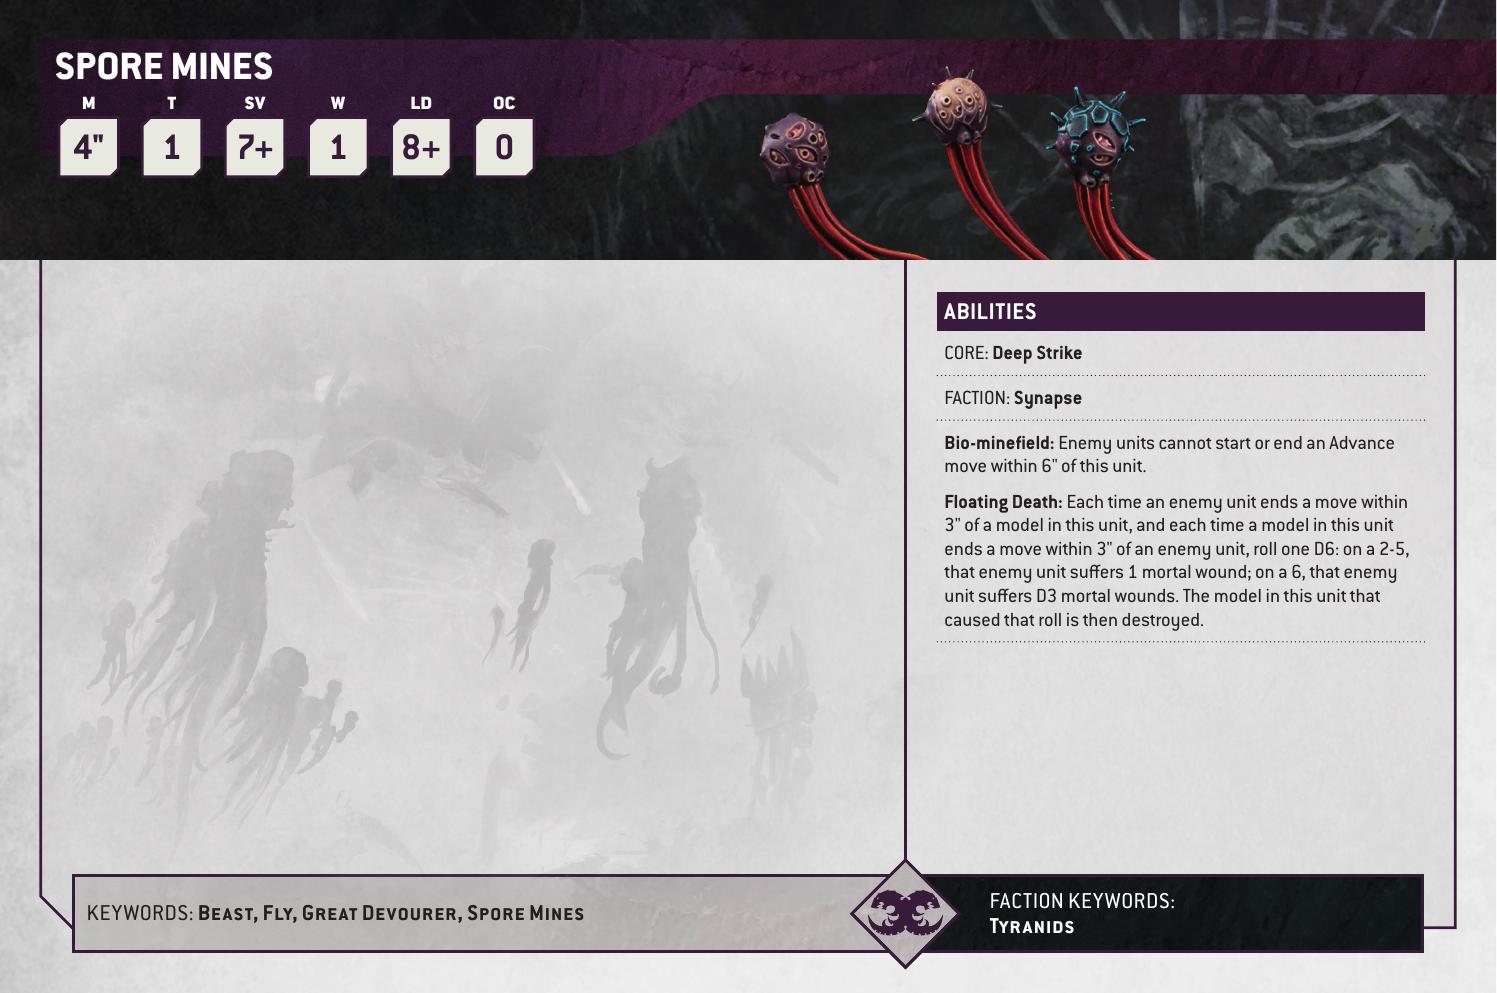 SPORE MINES
M T SV W LD OC
4" 1 7+ 1 8+ 0
ABILITIES
CORE: Deep Strike
FACTION: Synapse
Bio-minefield: Enemy units cannot start or end an Advance
move within 6" of this unit.
Floating Death: Each time an enemy unit ends a move within
3" of a model in this unit, and each time a model in this unit
ends a move within 3" of an enemy unit, roll one D6: on a 2-5,
that enemy unit suffers 1 mortal wound; on a 6, that enemy
unit suffers D3 mortal wounds. The model in this unit that
caused that roll is then destroyed.
KEYWORDS: BEAST, FLY, GREAT DEVOURER, SPORE MINES
FACTION KEYWORDS:
TYRANIDS